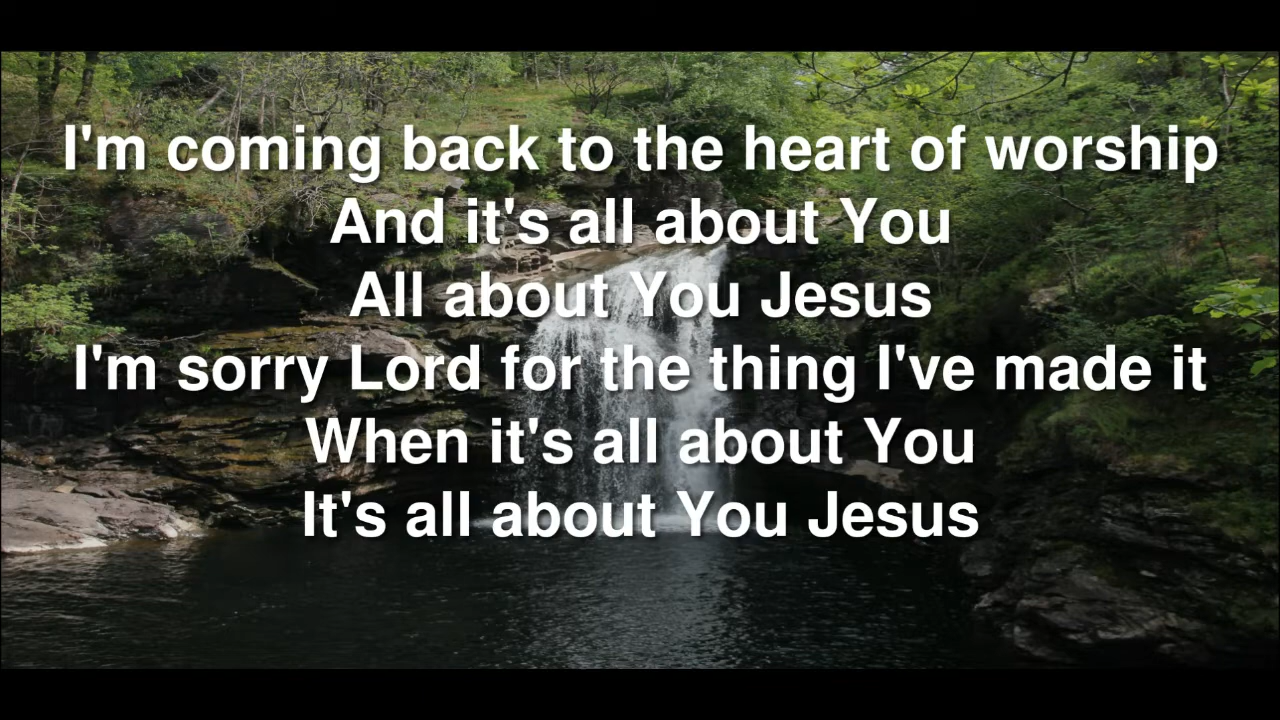 I'm coming back to the heart of worship
And it's all about You
All about You Jesus
I'm sorry Lord for the thing I've made it
When it's all about You
It's all about You Jesus